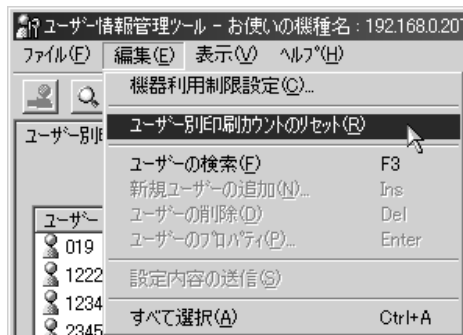 ユーザー情報管理ツール - お使いの機種名 : 192.168.0.20
ファイル(F) 編集(E) 表示(V) ヘルプ(H)
機器利用制限設定(C)...
ユーザー別印刷カウントのリセット(R)
ユーザー別印
ユーザーの検索(F) F3
新規ユーザーの追加(N)... Ins
ユーザーの削除(D) Del
ユーザーのプロパティ(P)... Enter
設定内容の送信(S)
すべて選択(A) Ctrl+A
ユーザー
019
1222
1234
2345